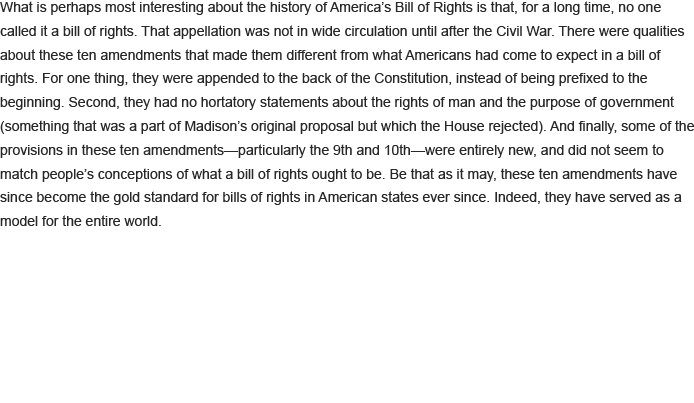 What is perhaps most interesting about the history of America’s Bill of Rights is that, for a long time, no one
called it a bill of rights. That appellation was not in wide circulation until after the Civil War. There were qualities
about these ten amendments that made them different from what Americans had come to expect in a bill of
rights. For one thing, they were appended to the back of the Constitution, instead of being prefixed to the
beginning. Second, they had no hortatory statements about the rights of man and the purpose of government
(something that was a part of Madison’s original proposal but which the House rejected). And finally, some of the
provisions in these ten amendments—particularly the 9th and 10th—were entirely new, and did not seem to
match people’s conceptions of what a bill of rights ought to be. Be that as it may, these ten amendments have
since become the gold standard for bills of rights in American states ever since. Indeed, they have served as a
model for the entire world.